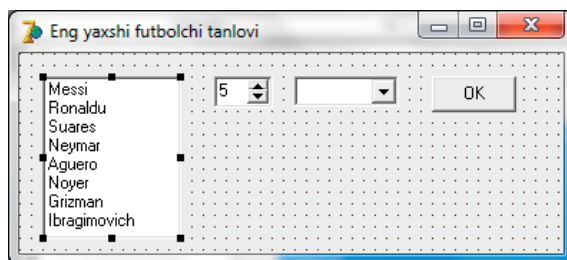 Eng yaxshi futbolchi tanlovi
Messi
Ronaldu
Suares
Neymar
Aguero
Noyer
Grizman
Ibragimovich
5
OK